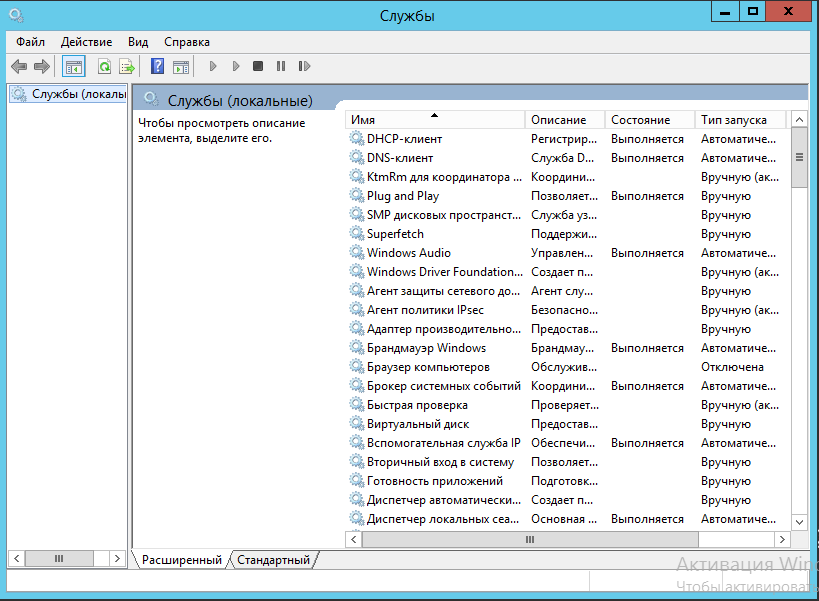 Службы
Файл Действие Вид Справка
Службы (локаль
Службы (локальные)
Чтобы просмотреть описание
элемента, выделите его.
Имя Описание Состояние Тип запуска
DHCP-клиент Регистрир... Выполняется Автоматиче...
DNS-клиент Служба D... Выполняется Автоматиче...
KtmRm для координатора ... Координи... Вручную (ак...
Plug and Play Позволяет... Выполняется Вручную
SMP дисковых пространст... Служба уз... Вручную
Superfetch Поддержи... Вручную
Windows Audio Управлен... Выполняется Автоматиче...
Windows Driver Foundation... Создает п... Вручную (ак...
Агент защиты сетевого до... Агент слу... Вручную
Агент политики IPsec Безопасно... Вручную (ак...
Адаптер производительно... Предостав... Вручную
Брандмауэр Windows Брандмау... Выполняется Автоматиче...
Браузер компьютеров Обслужив... Отключена
Брокер системных событий Координи... Выполняется Автоматиче...
Быстрая проверка Проверяет... Вручную (ак...
Виртуальный диск Предостав... Вручную
Вспомогательная служба IP Обеспечи... Выполняется Автоматиче...
Вторичный вход в систему Позволяет... Вручную
Готовность приложений Подготовк... Вручную
Диспетчер автоматически... Создает п... Вручную
Диспетчер локальных сеа... Основная ... Выполняется Автоматиче...
Расширенный Стандартный
Активация Win
Чтобы активироват